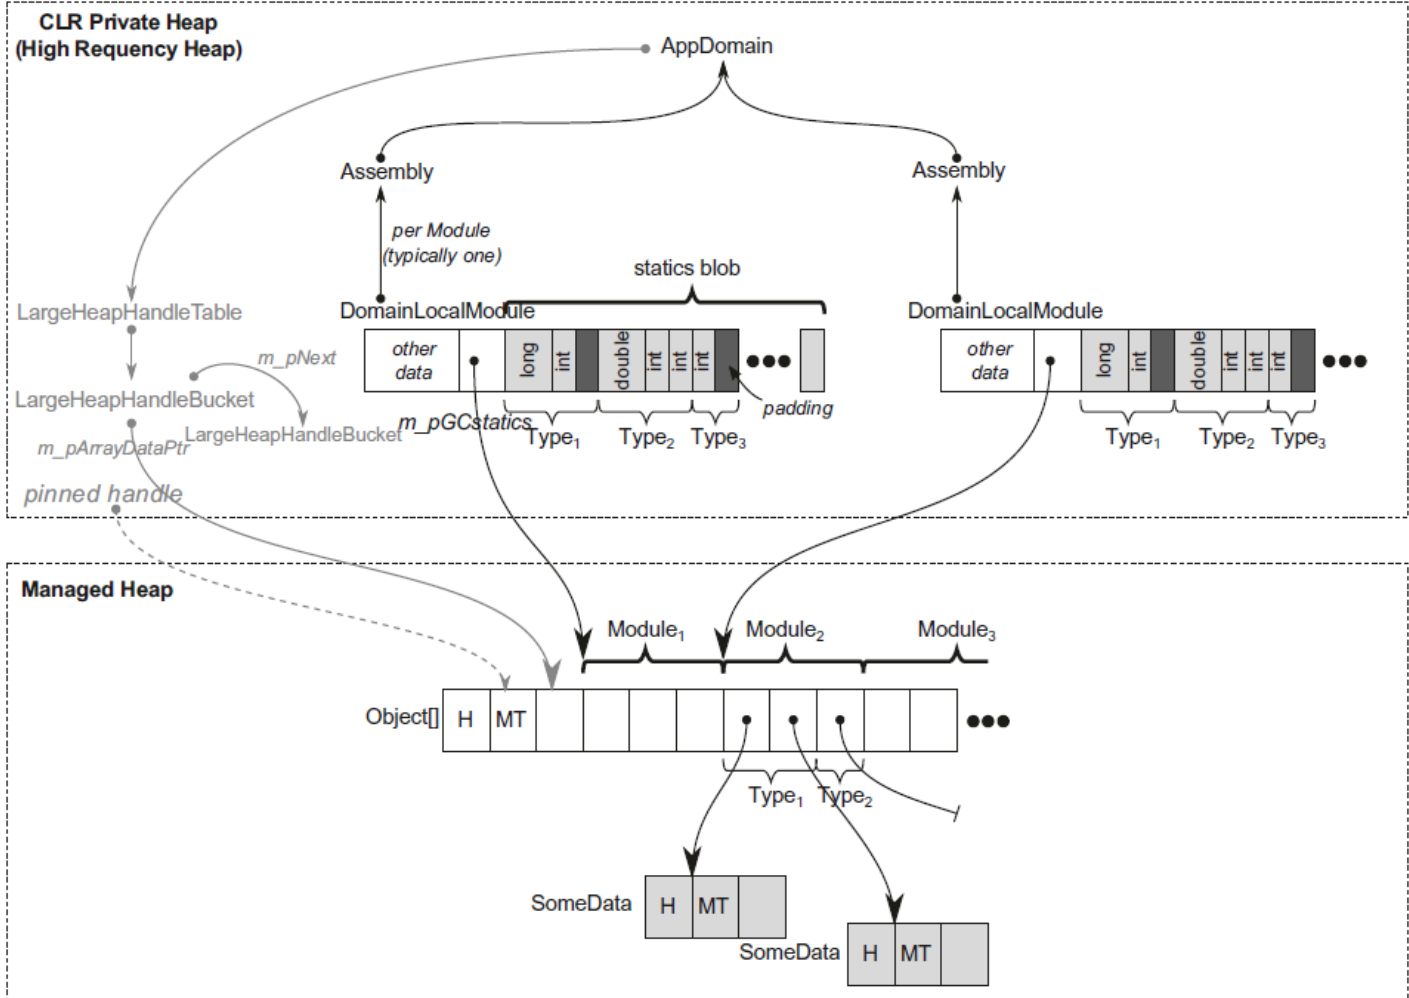 CLR Private Heap
(High Requency Heap)
AppDomain
Assembly
Assembly
per Module
(typically one)
statics blob
LargeHeapHandleTable
DomainLocalModule
DomainLocalModule
other
data
long
int
double
int
int
int
other
data
long
int
double
int
int
int
m_pNext
LargeHeapHandleBucket
padding
m_pGCstatics
Type₁
Type₂
Type₃
Type₁
Type₂
Type₃
LargeHeapHandleBucket
m_pArrayDataPtr
pinned handle
Managed Heap
Module₁
Module₂
Module₃
Object[]
H
MT
Type₁
Type₂
SomeData
H
MT
SomeData
H
MT